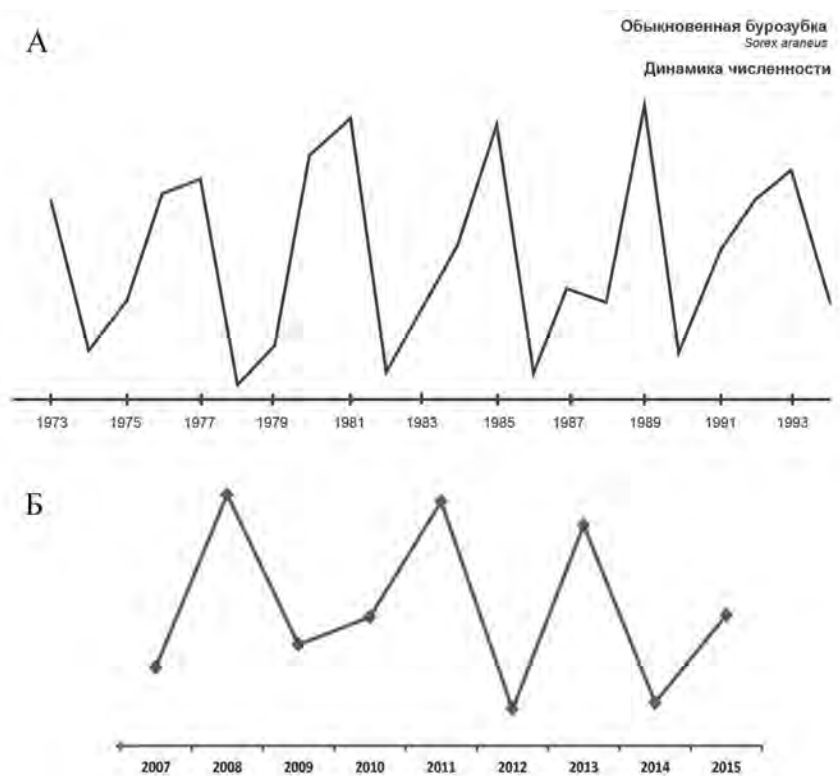 А
Обыкновенная бурозубка
Sorex araneus
Динамика численности
1973 1975 1977 1979 1981 1983 1985 1987 1989 1991 1993
Б
2007 2008 2009 2010 2011 2012 2013 2014 2015